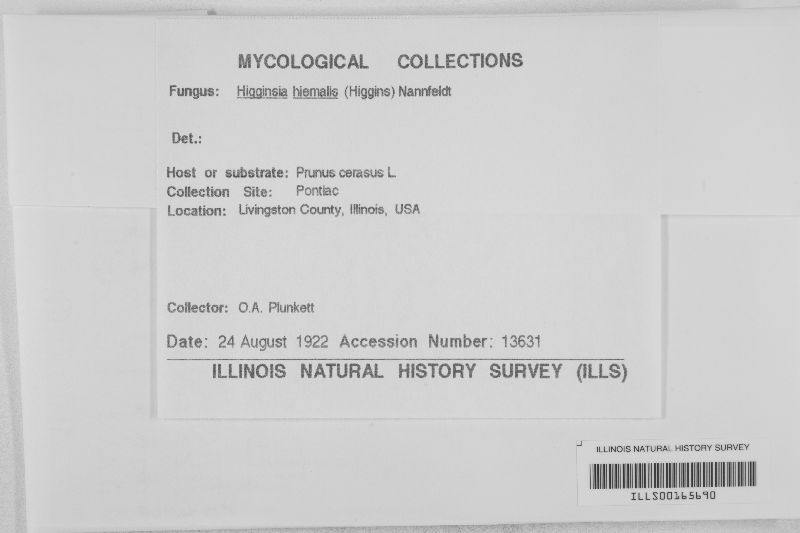 MYCOLOGICAL COLLECTIONS
Fungus: Higginsia hiemalis (Higgins) Nannfeldt
Det.:
Host or substrate: Prunus cerasus L.
Collection Site: Pontiac
Location: Livingston County, Illinois, USA
Collector: O.A. Plunkett
Date: 24 August 1922 Accession Number: 13631
ILLINOIS NATURAL HISTORY SURVEY (ILLS)
ILLINOIS NATURAL HISTORY SURVEY
ILLS00165690